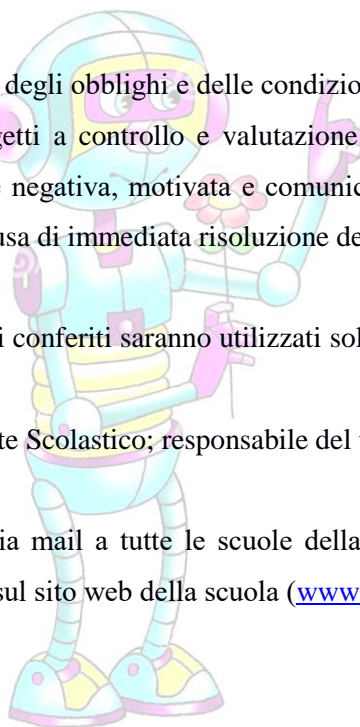 degli obblighi e delle condizio
getti a controllo e valutazione
e negativa, motivata e comunic
usa di immediata risoluzione de
i conferiti saranno utilizzati sol
te Scolastico; responsabile del
ia mail a tutte le scuole della
sul sito web della scuola (www